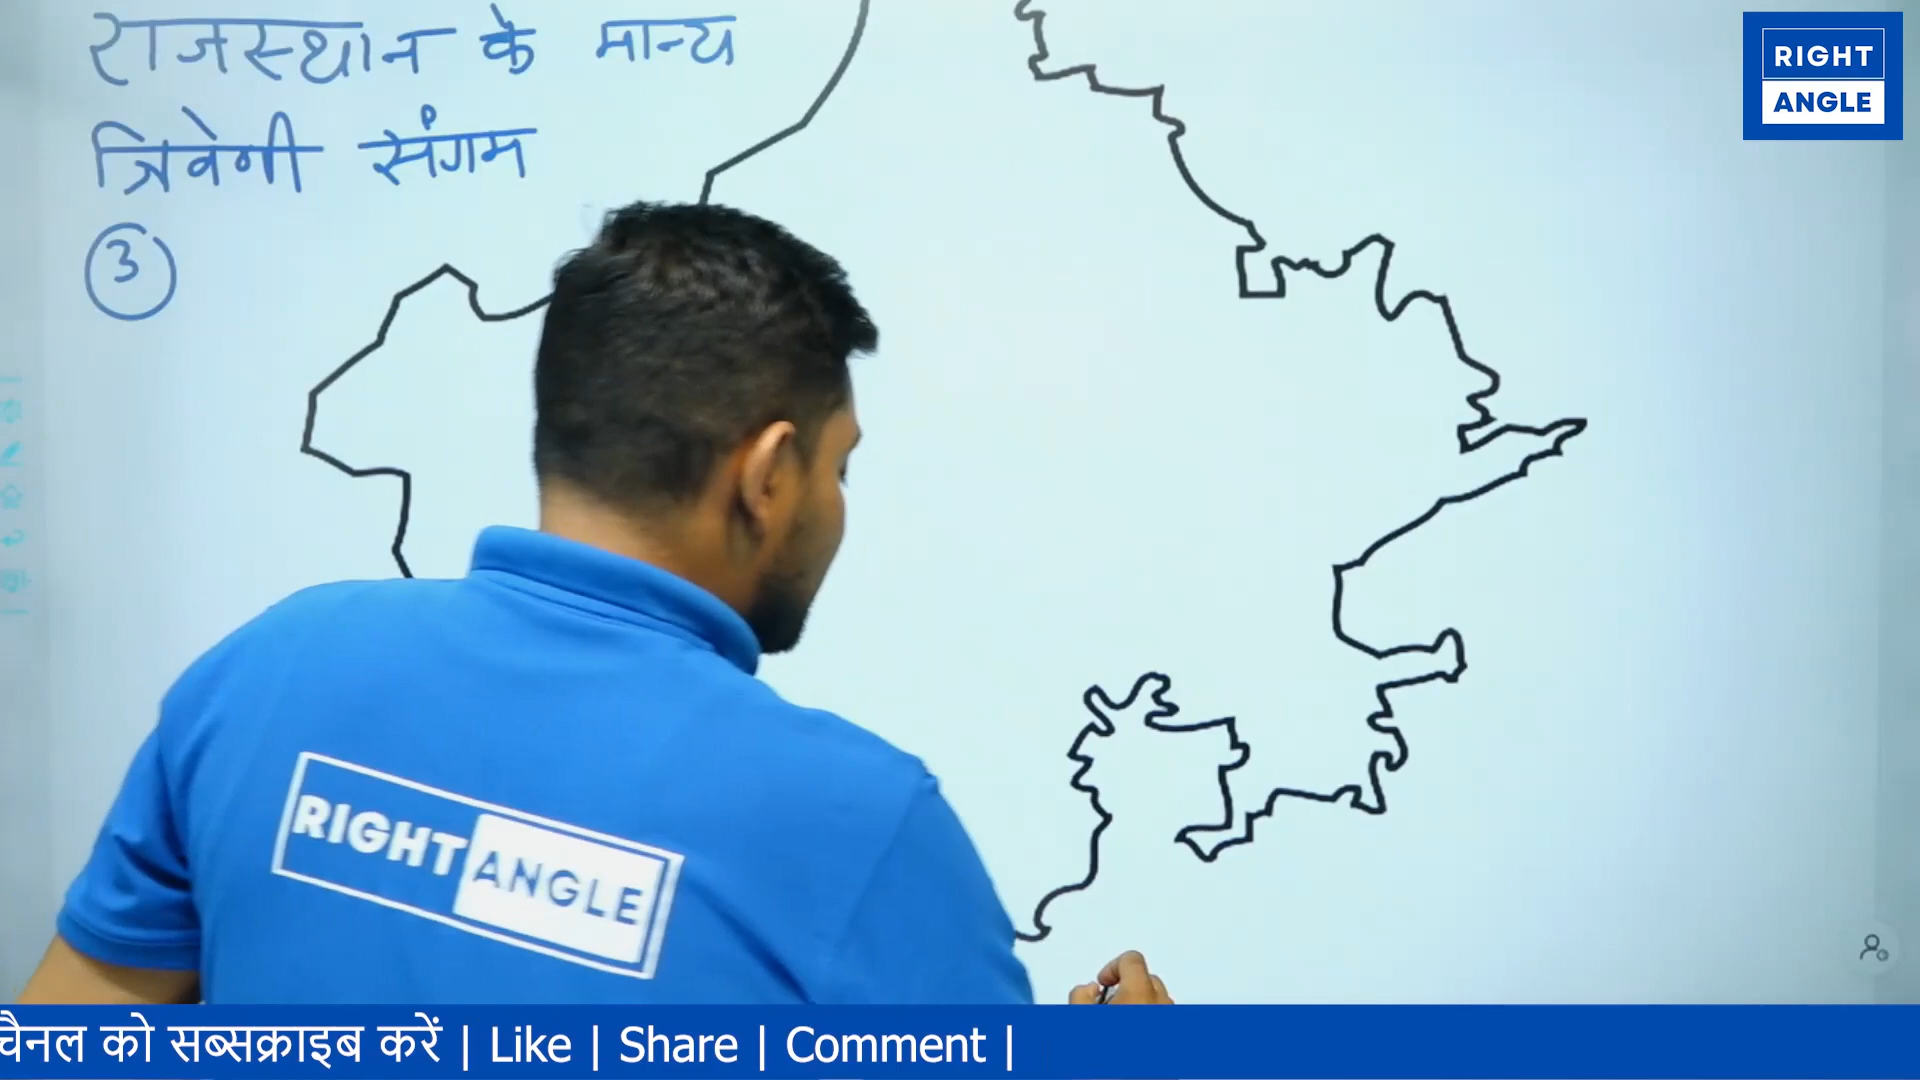 राजस्थान के मान्य
त्रिवेणी संगम
3
RIGHT
ANGLE
RIGHT ANGLE
चैनल को सब्सक्राइब करें | Like | Share | Comment |